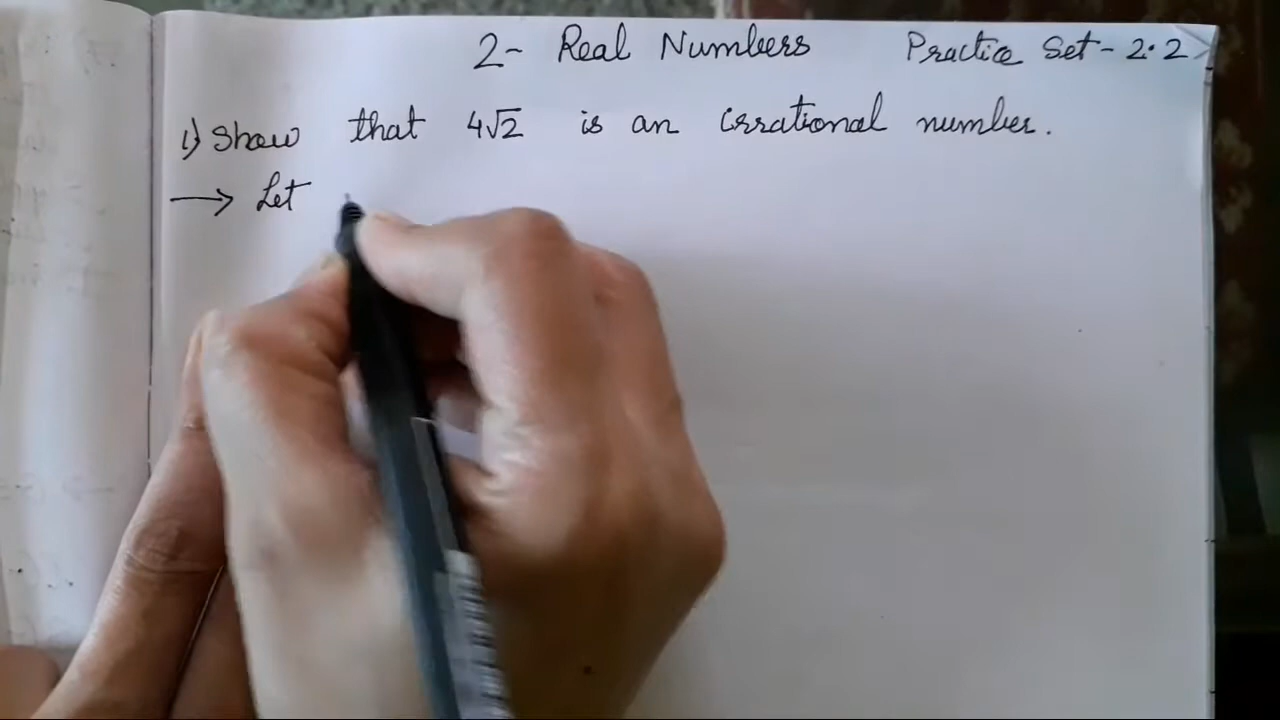 2- Real Numbers Practice Set - 2.2
1) Show that 4√2 is an irrational number.
→ Let